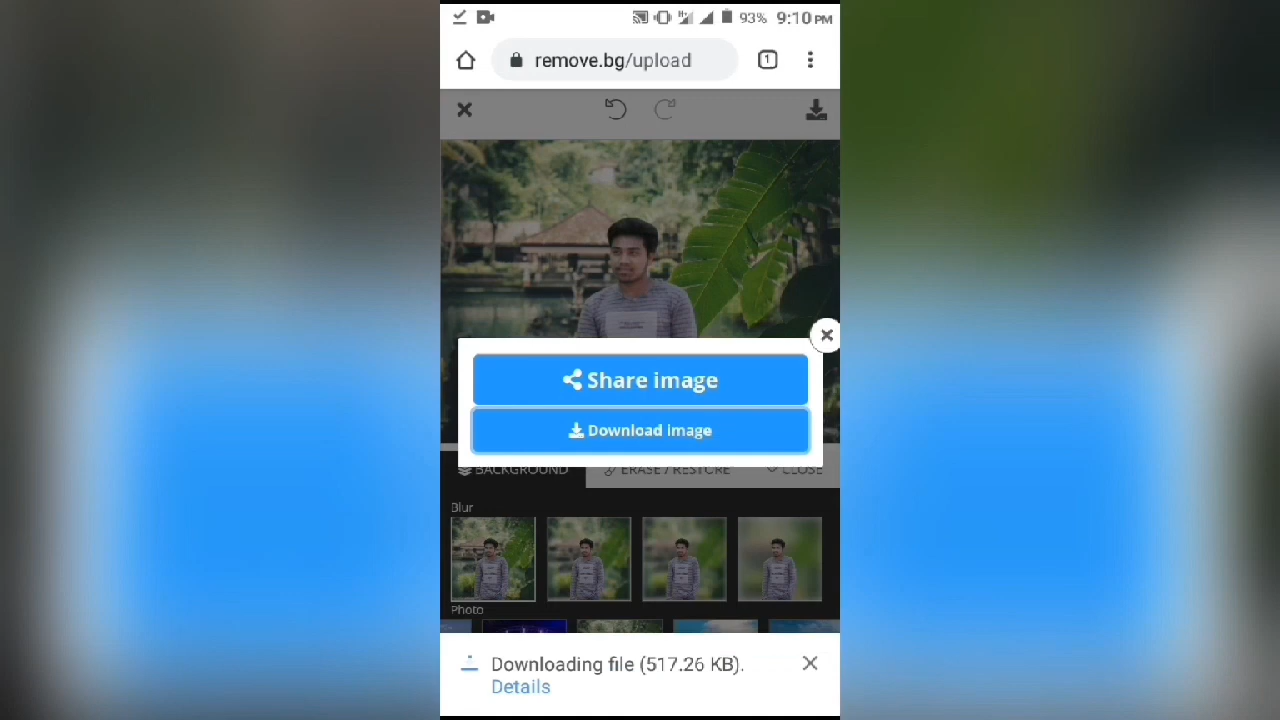 93% 9:10 PM
remove.bg/upload
1
Share image
Download image
BACKGROUND ERASE / RESTORE CLOSE
Blur
Photo
Downloading file (517.26 KB).
Details